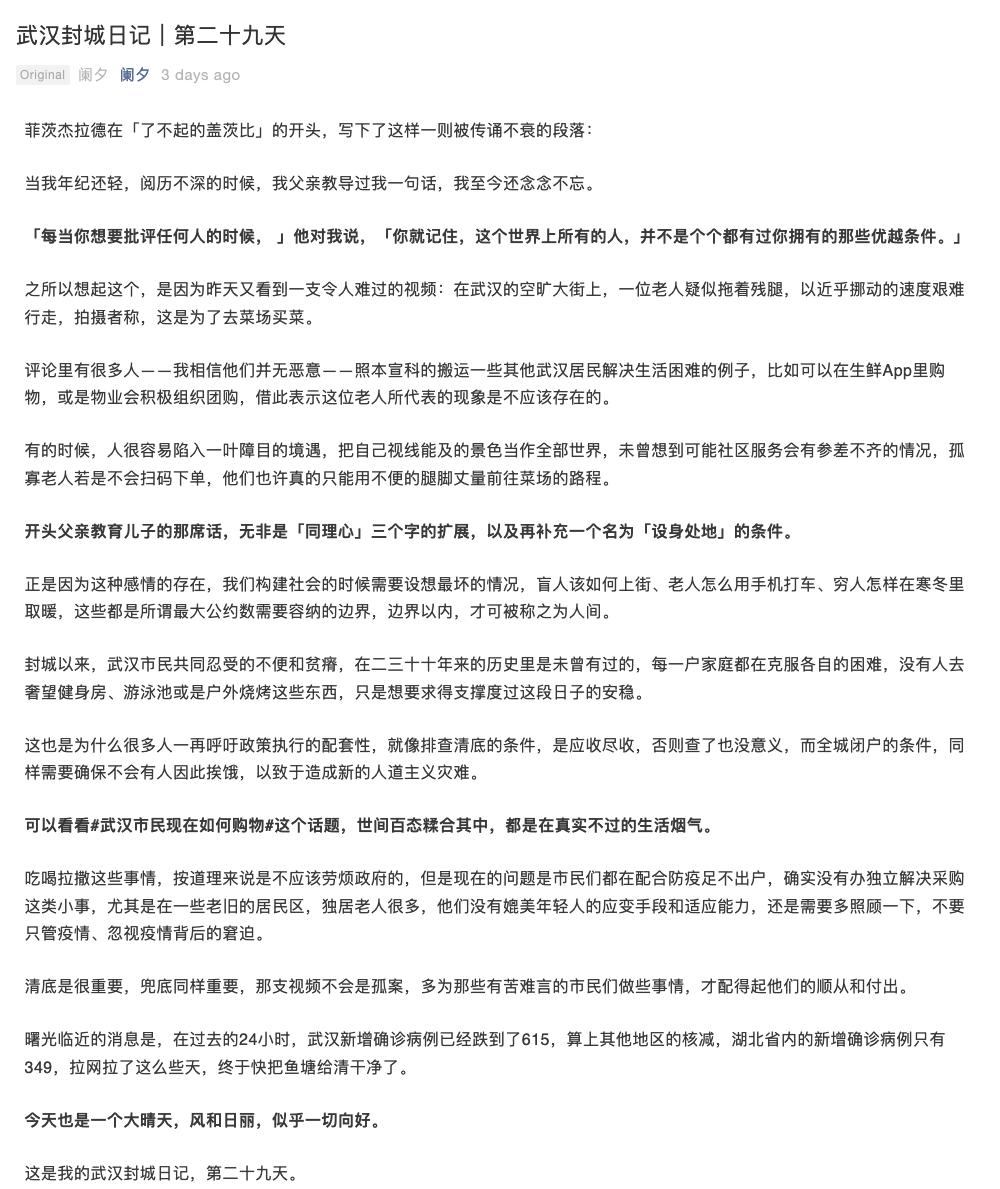 武汉封城日记 | 第二十九天
Original 阑夕 阑夕 3 days ago
菲茨杰拉德在「了不起的盖茨比」的开头，写下了这样一则被传诵不衰的段落：
当我年纪还轻，阅历不深的时候，我父亲教导过我一句话，我至今还念念不忘。
「每当你想要批评任何人的时候， 」他对我说，「你就记住，这个世界上所有的人，并不是个个都有过你拥有的那些优越条件。」
之所以想起这个，是因为昨天又看到一支令人难过的视频：在武汉的空旷大街上，一位老人疑似拖着残腿，以近乎挪动的速度艰难
行走，拍摄者称，这是为了去菜场买菜。
评论里有很多人——我相信他们并无恶意——照本宣科的搬运一些其他武汉居民解决生活困难的例子，比如可以在生鲜App里购
物，或是物业会积极组织团购，借此表示这位老人所代表的现象是不应该存在的。
有的时候，人很容易陷入一叶障目的境遇，把自己视线能及的景色当作全部世界，未曾想到可能社区服务会有参差不齐的情况，孤
寡老人若是不会扫码下单，他们也许真的只能用不便的腿脚丈量前往菜场的路程。
开头父亲教育儿子的那席话，无非是「同理心」三个字的扩展，以及再补充一个名为「设身处地」的条件。
正是因为这种感情的存在，我们构建社会的时候需要设想最坏的情况，盲人该如何上街、老人怎么用手机打车、穷人怎样在寒冬里
取暖，这些都是所谓最大公约数需要容纳的边界，边界以内，才可被称之为人间。
封城以来，武汉市民共同忍受的不便和贫瘠，在二三十十年来的历史里是未曾有过的，每一户家庭都在克服各自的困难，没有人去
奢望健身房、游泳池或是户外烧烤这些东西，只是想要求得支撑度过这段日子的安稳。
这也是为什么很多人一再呼吁政策执行的配套性，就像排查清底的条件，是应收尽收，否则查了也没意义，而全城闭户的条件，同
样需要确保不会有人因此挨饿，以致于造成新的人道主义灾难。
可以看看#武汉市民现在如何购物#这个话题，世间百态糅合其中，都是在真实不过的生活烟气。
吃喝拉撒这些事情，按道理来说是不应该劳烦政府的，但是现在的问题是市民们都在配合防疫足不出户，确实没有办独立解决采购
这类小事，尤其是在一些老旧的居民区，独居老人很多，他们没有媲美年轻人的应变手段和适应能力，还是需要多照顾一下，不要
只管疫情、忽视疫情背后的窘迫。
清底是很重要，兜底同样重要，那支视频不会是孤案，多为那些有苦难言的市民们做些事情，才配得起他们的顺从和付出。
曙光临近的消息是，在过去的24小时，武汉新增确诊病例已经跌到了615，算上其他地区的核减，湖北省内的新增确诊病例只有
349，拉网拉了这么些天，终于快把鱼塘给清干净了。
今天也是一个大晴天，风和日丽，似乎一切向好。
这是我的武汉封城日记，第二十九天。